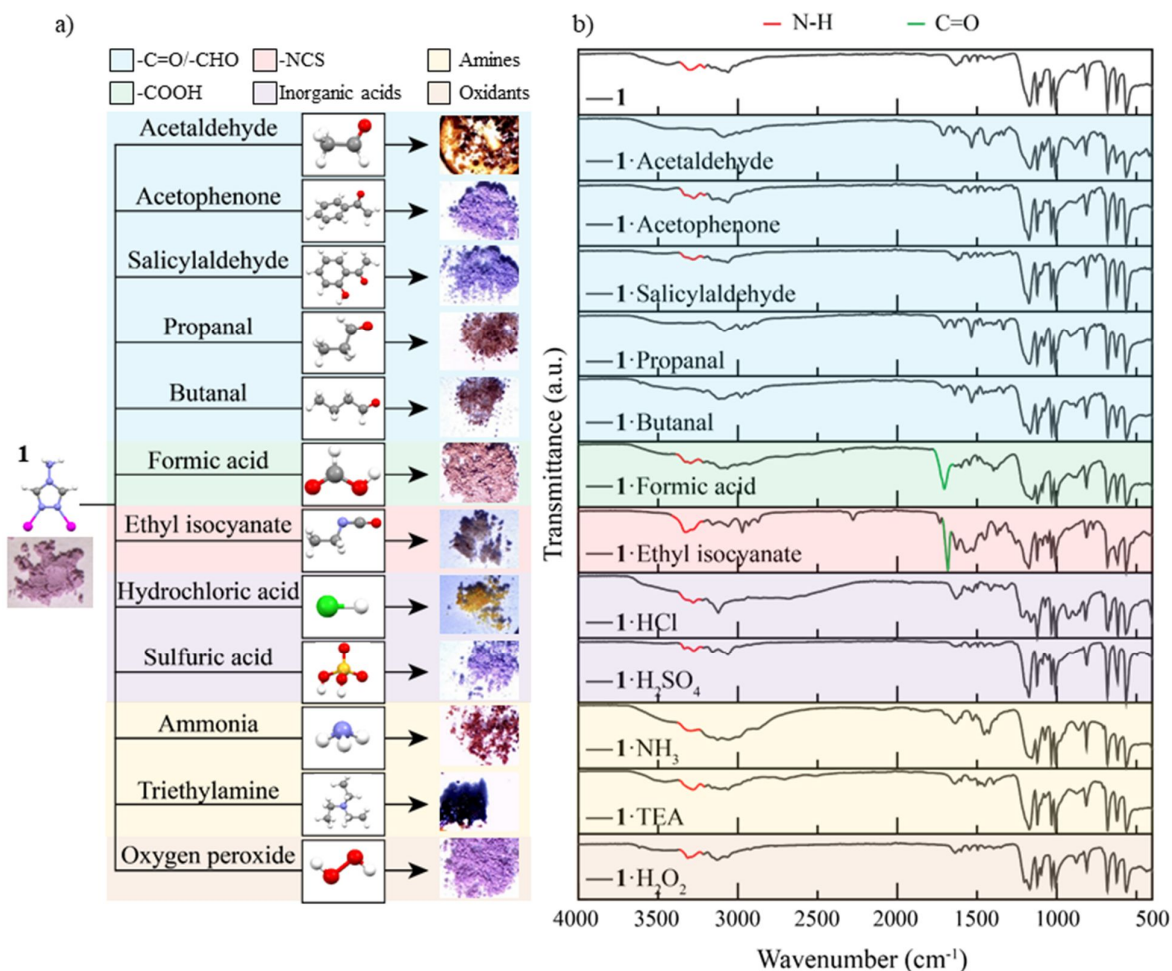 a)
-C=O/-CHO -NCS Amines
-COOH Inorganic acids Oxidants
Acetaldehyde
Acetophenone
Salicylaldehyde
Propanal
Butanal
1
Formic acid
Ethyl isocyanate
Hydrochloric acid
Sulfuric acid
Ammonia
Triethylamine
Oxygen peroxide
b)
N-H C=O
1
1·Acetaldehyde
1·Acetophenone
1·Salicylaldehyde
1·Propanal
1·Butanal
1·Formic acid
1·Ethyl isocyanate
1·HCl
1·H₂SO₄
1·NH₃
1·TEA
1·H₂O₂
Transmittance (a.u.)
4000 3500 3000 2500 2000 1500 1000 500
Wavenumber (cm⁻¹)